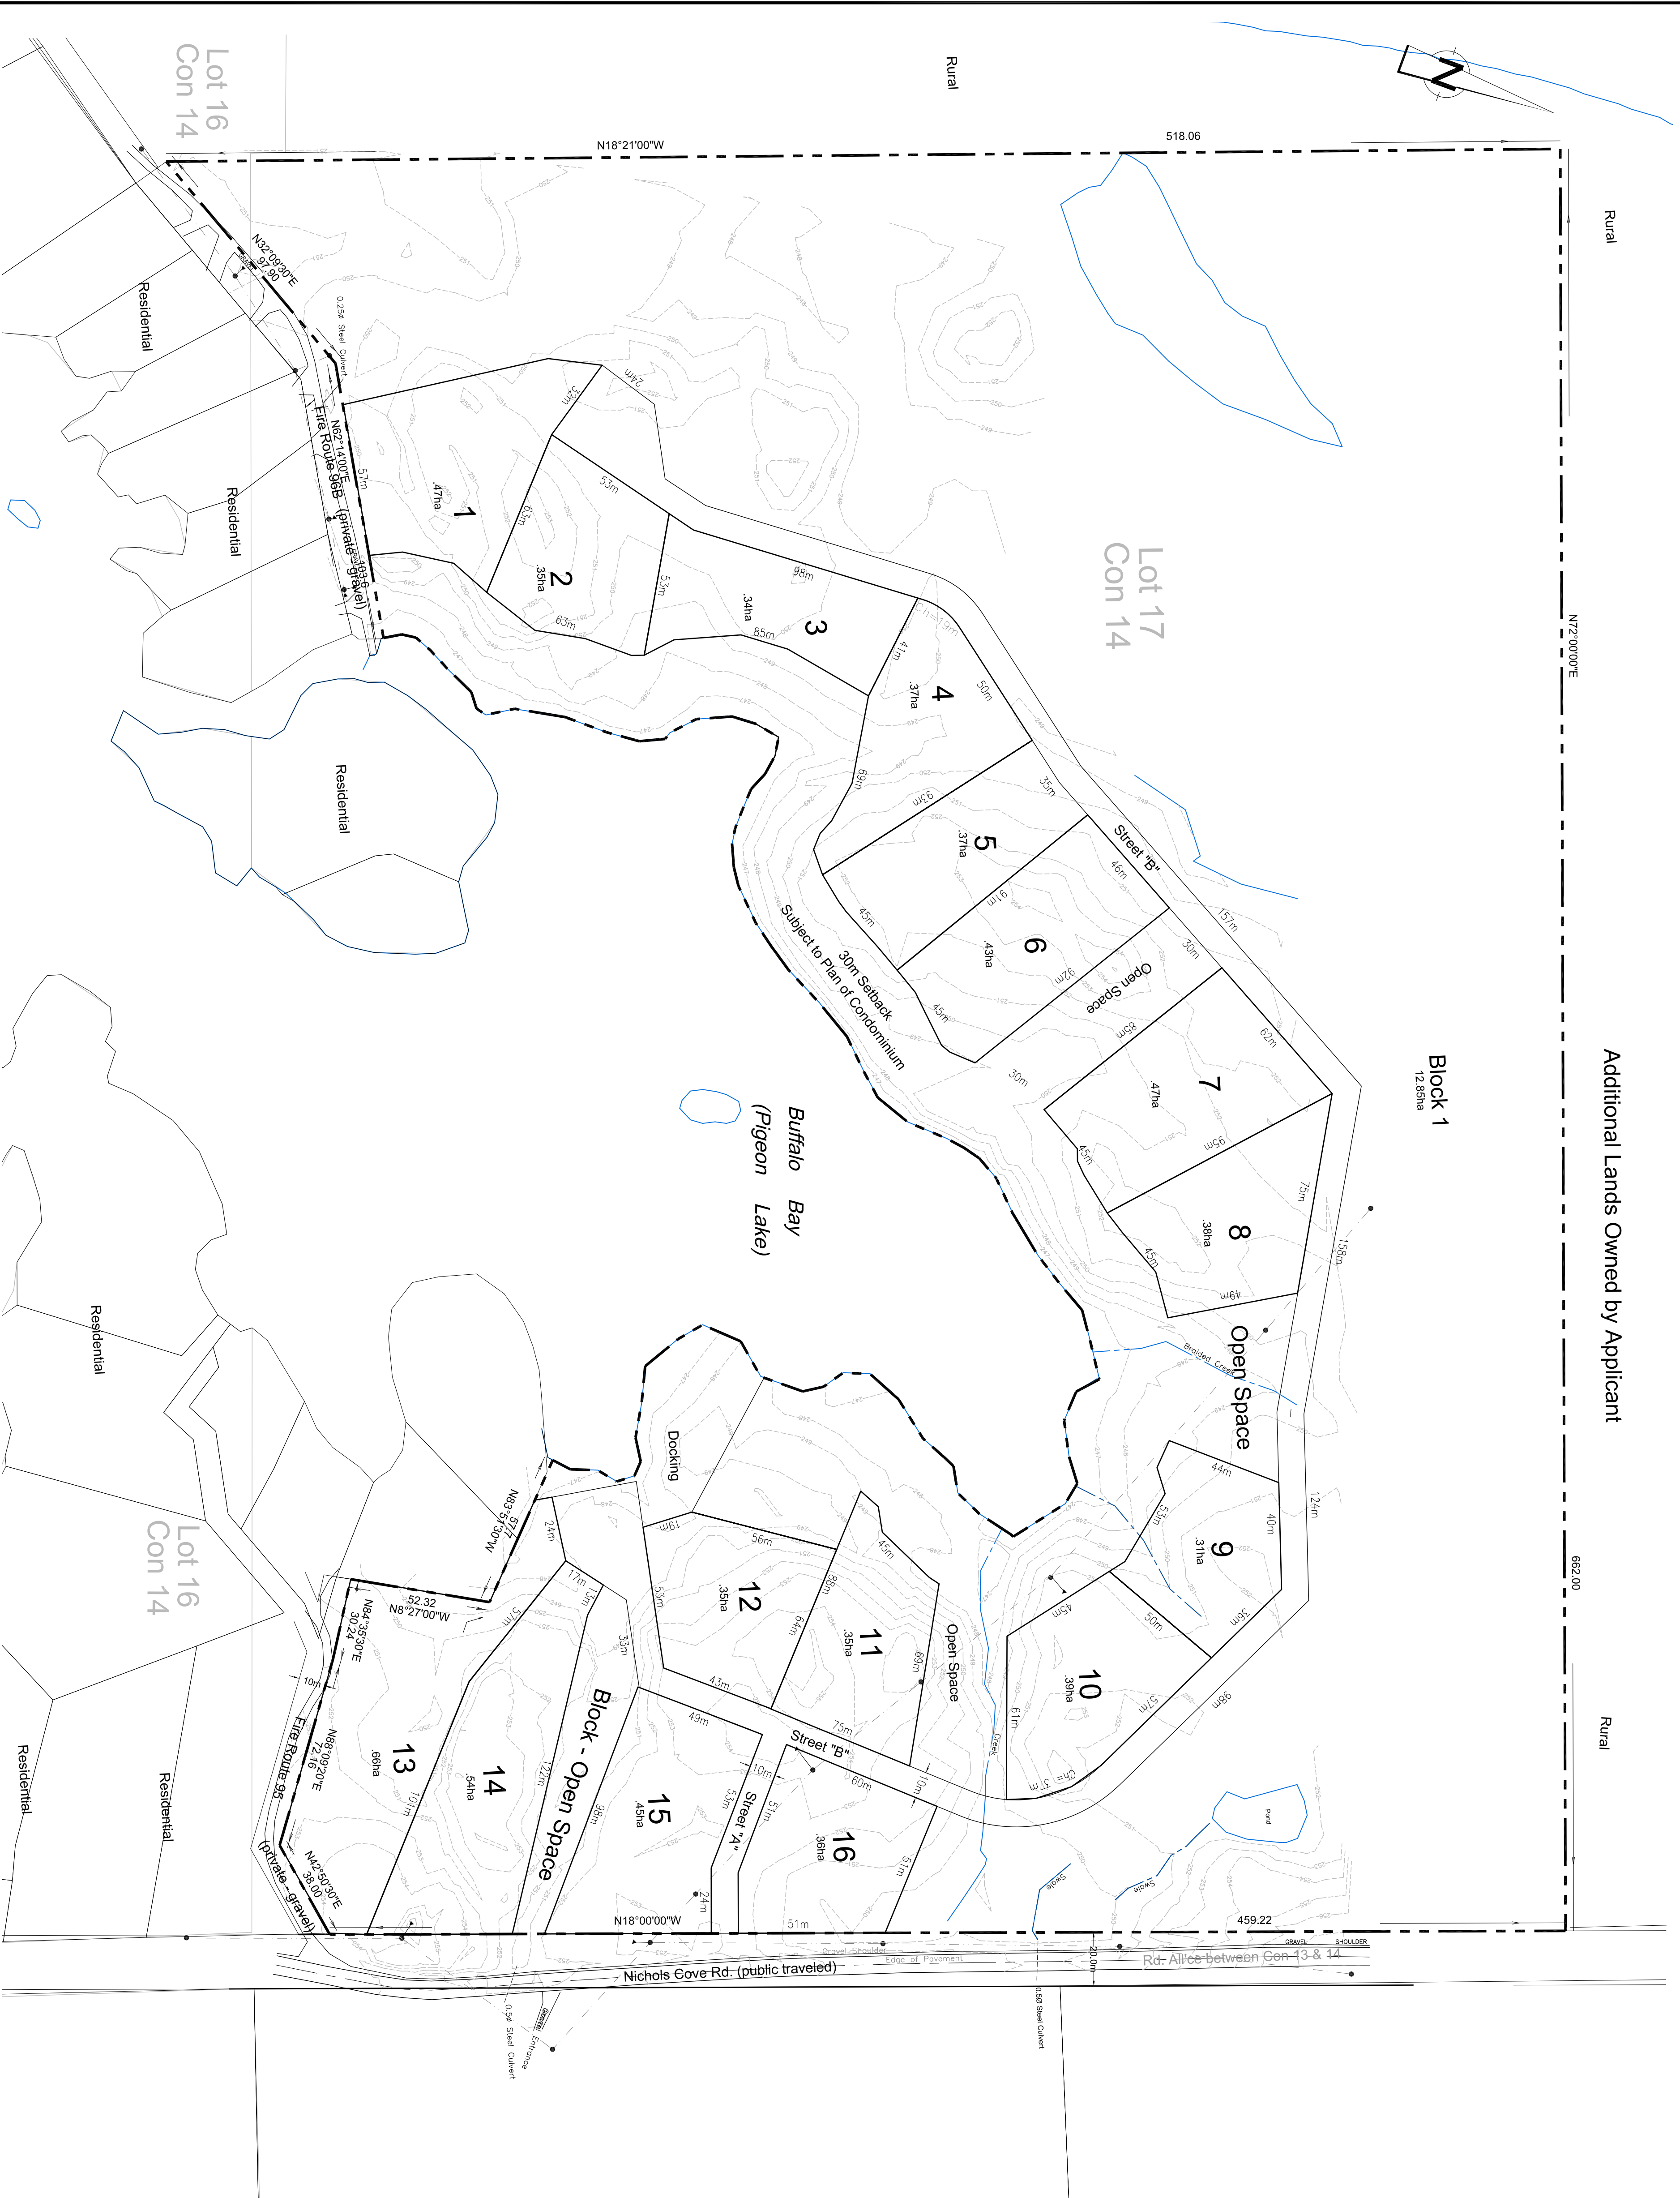 N
Rural
Rural
Lot 16
Con 14
N18°21'00"W
518.06
N72°00'00"E
662.00
Additional Lands Owned by Applicant
Rural
Block 1
12.85ha
Lot 17
Con 14
N32°09'30"E
97.90
0.25ø Steel Culvert
Residential
Residential
Residential
N62°14'00"E
103.6
Fire Route 96B (private - gravel)
57m
1
.47ha
32m
24m
63m
2
.35ha
53m
63m
53m
3
.34ha
98m
85m
Ch=19m
41m
4
.37ha
50m
69m
35m
93m
5
.37ha
45m
Street "B"
46m
91m
6
.43ha
45m
92m
30m
Open Space
157m
85m
30m
62m
7
.47ha
45m
95m
75m
8
.38ha
45m
49m
158m
Subject to Plan of Condominium
30m Setback
Buffalo Bay
(Pigeon Lake)
Open Space
Braided Creek
44m
124m
40m
53m
9
.31ha
36m
50m
45m
10
.39ha
57m
98m
61m
Ch= 37m
Creek
Open Space
Docking
19m
56m
53m
12
.35ha
88m
64m
45m
11
.35ha
69m
43m
75m
Street "B"
10m
60m
49m
10m
53m
51m
Street "A"
24m
16
.36ha
51m
51m
15
.45ha
98m
Block - Open Space
122m
33m
13m
17m
24m
57m
14
.54ha
101m
13
.66ha
N83°51'30"W
57.77
52.32
N8°27'00"W
N84°35'30"E
30.24
10m
N88°09'20"E
72.16
Fire Route 95
(private - gravel)
N42°50'30"E
38.00
Lot 16
Con 14
Residential
Residential
Residential
N18°00'00"W
459.22
Pond
Swale
Swale
Gravel Shoulder
Edge of Pavement
GRAVEL SHOULDER
Rd. All'ce between Con 13 & 14
20.0m
Nichols Cove Rd. (public traveled)
0.5ø Steel Culvert
0.5Ø Steel Culvert
Gravel Entrance